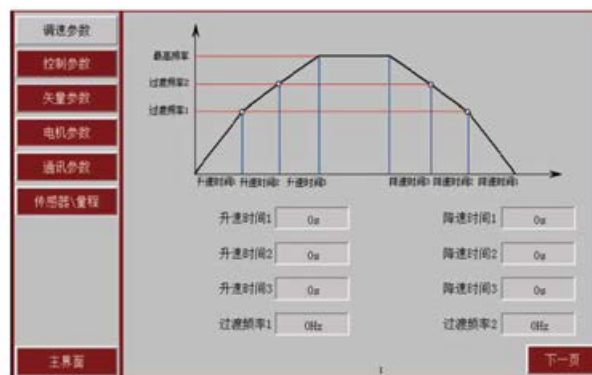 调速参数
控制参数
矢量参数
电机参数
通讯参数
传感器\量程
主界面
最高频率
过渡频率2
过渡频率1
升速时间1 升速时间2 升速时间3 降速时间3 降速时间2 降速时间1
升速时间1 0s 降速时间1 0s
升速时间2 0s 降速时间2 0s
升速时间3 0s 降速时间3 0s
过渡频率1 0Hz 过渡频率2 0Hz
1
下一页